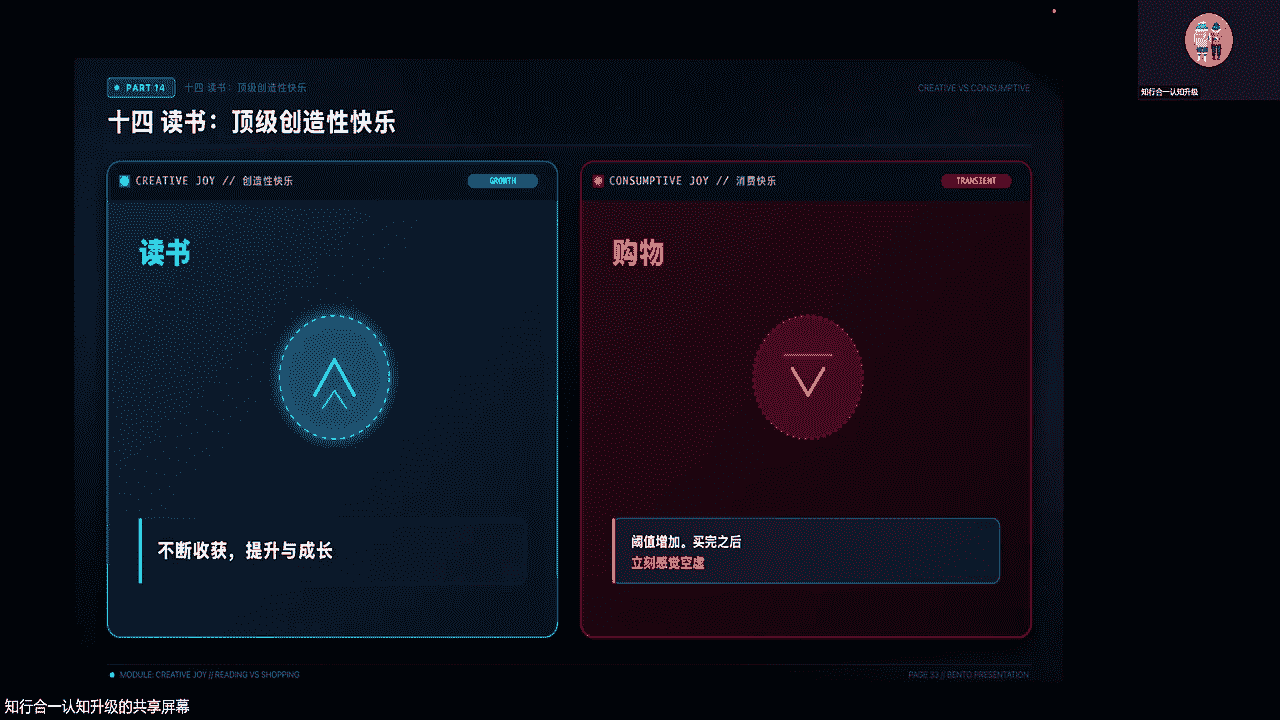 知行合一认知升级
PART 14
十四 读书：顶级创造性快乐
CREATIVE VS CONSUMPTIVE
十四 读书：顶级创造性快乐
CREATIVE JOY // 创造性快乐
GROWTH
读书
不断收获，提升与成长
CONSUMPTIVE JOY // 消费快乐
TRANSIENT
购物
阈值增加。买完之后
立刻感觉空虚
MODULE: CREATIVE JOY // READING VS SHOPPING
PAGE 33 // BENTO PRESENTATION
知行合一认知升级的共享屏幕